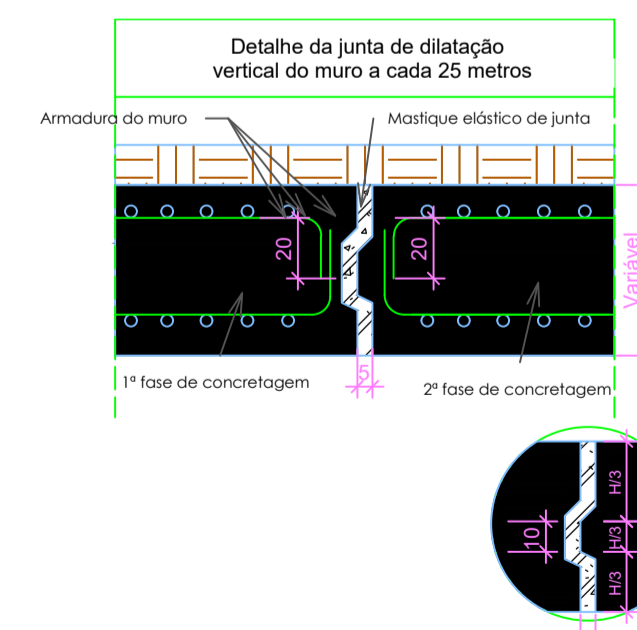 Detalhe da junta de dilatação
vertical do muro a cada 25 metros
Armadura do muro
Mastique elástico de junta
20
20
Variável
5
1ª fase de concretagem
2ª fase de concretagem
H/3
10
H/3
H/3